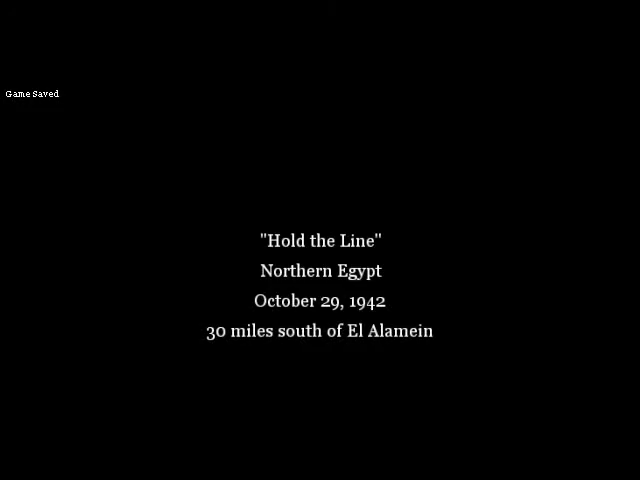 Game Saved
"Hold the Line"
Northern Egypt
October 29, 1942
30 miles south of El Alamein